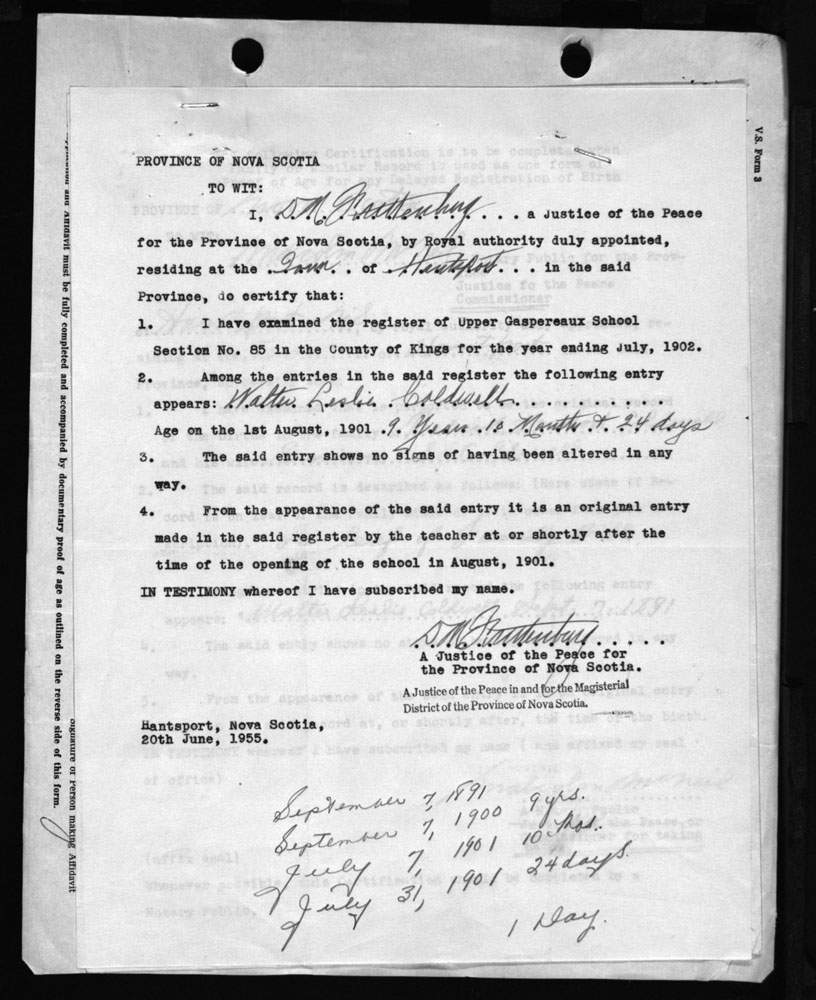 V.S. Form 3
PROVINCE OF NOVA SCOTIA
TO WIT:
I, D.M. Rottenburg. . . . a Justice of the Peace
for the Province of Nova Scotia, by Royal authority duly appointed,
residing at the .Town. . of .Hantsport. . . in the said
Province, do certify that:
1. I have examined the register of Upper Gaspereaux School
Section No. 85 in the County of Kings for the year ending July, 1902.
2. Among the entries in the said register the following entry
appears: Walter Leslie Coldwell. . . . . . . . . .
Age on the 1st August, 1901 .9. Years .10 Months & 24 days
3. The said entry shows no signs of having been altered in any
way.
4. From the appearance of the said entry it is an original entry
made in the said register by the teacher at or shortly after the
time of the opening of the school in August, 1901.
IN TESTIMONY whereof I have subscribed my name.
D.M. Rottenburg. . . . .
A Justice of the Peace for
the Province of Nova Scotia.
A Justice of the Peace in and for the Magisterial
District of the Province of Nova Scotia.
Hantsport, Nova Scotia,
20th June, 1955.
September 7, 1891
September 7, 1900 9 yrs.
July 7, 1901 10 Mos.
July 31, 1901 24 days.
1 Day.
and Affidavit must be fully completed and accompanied by documentary proof of age as outlined on the reverse side of this form.
Signature of Person making Affidavit